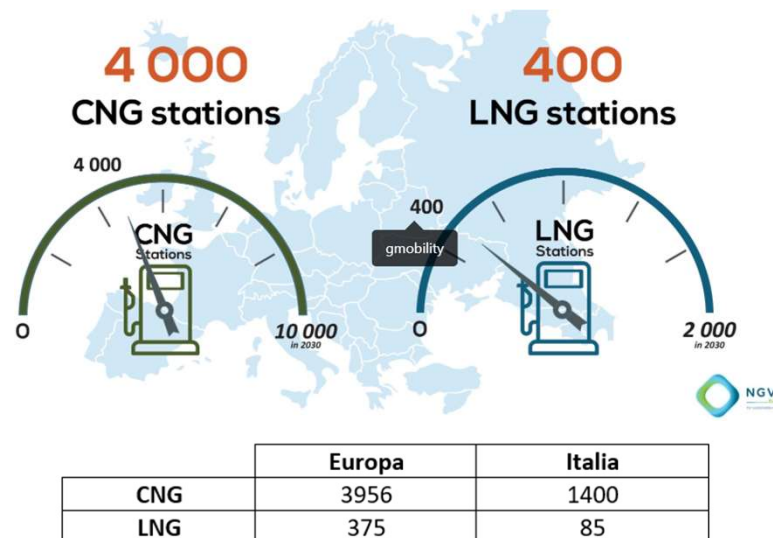 4 000
CNG stations
400
LNG stations
4 000
CNG
Stations
0
10 000
in 2030
400
gmobility
LNG
Stations
0
2 000
in 2030
NGV
Europa
Italia
CNG
3956
1400
LNG
375
85